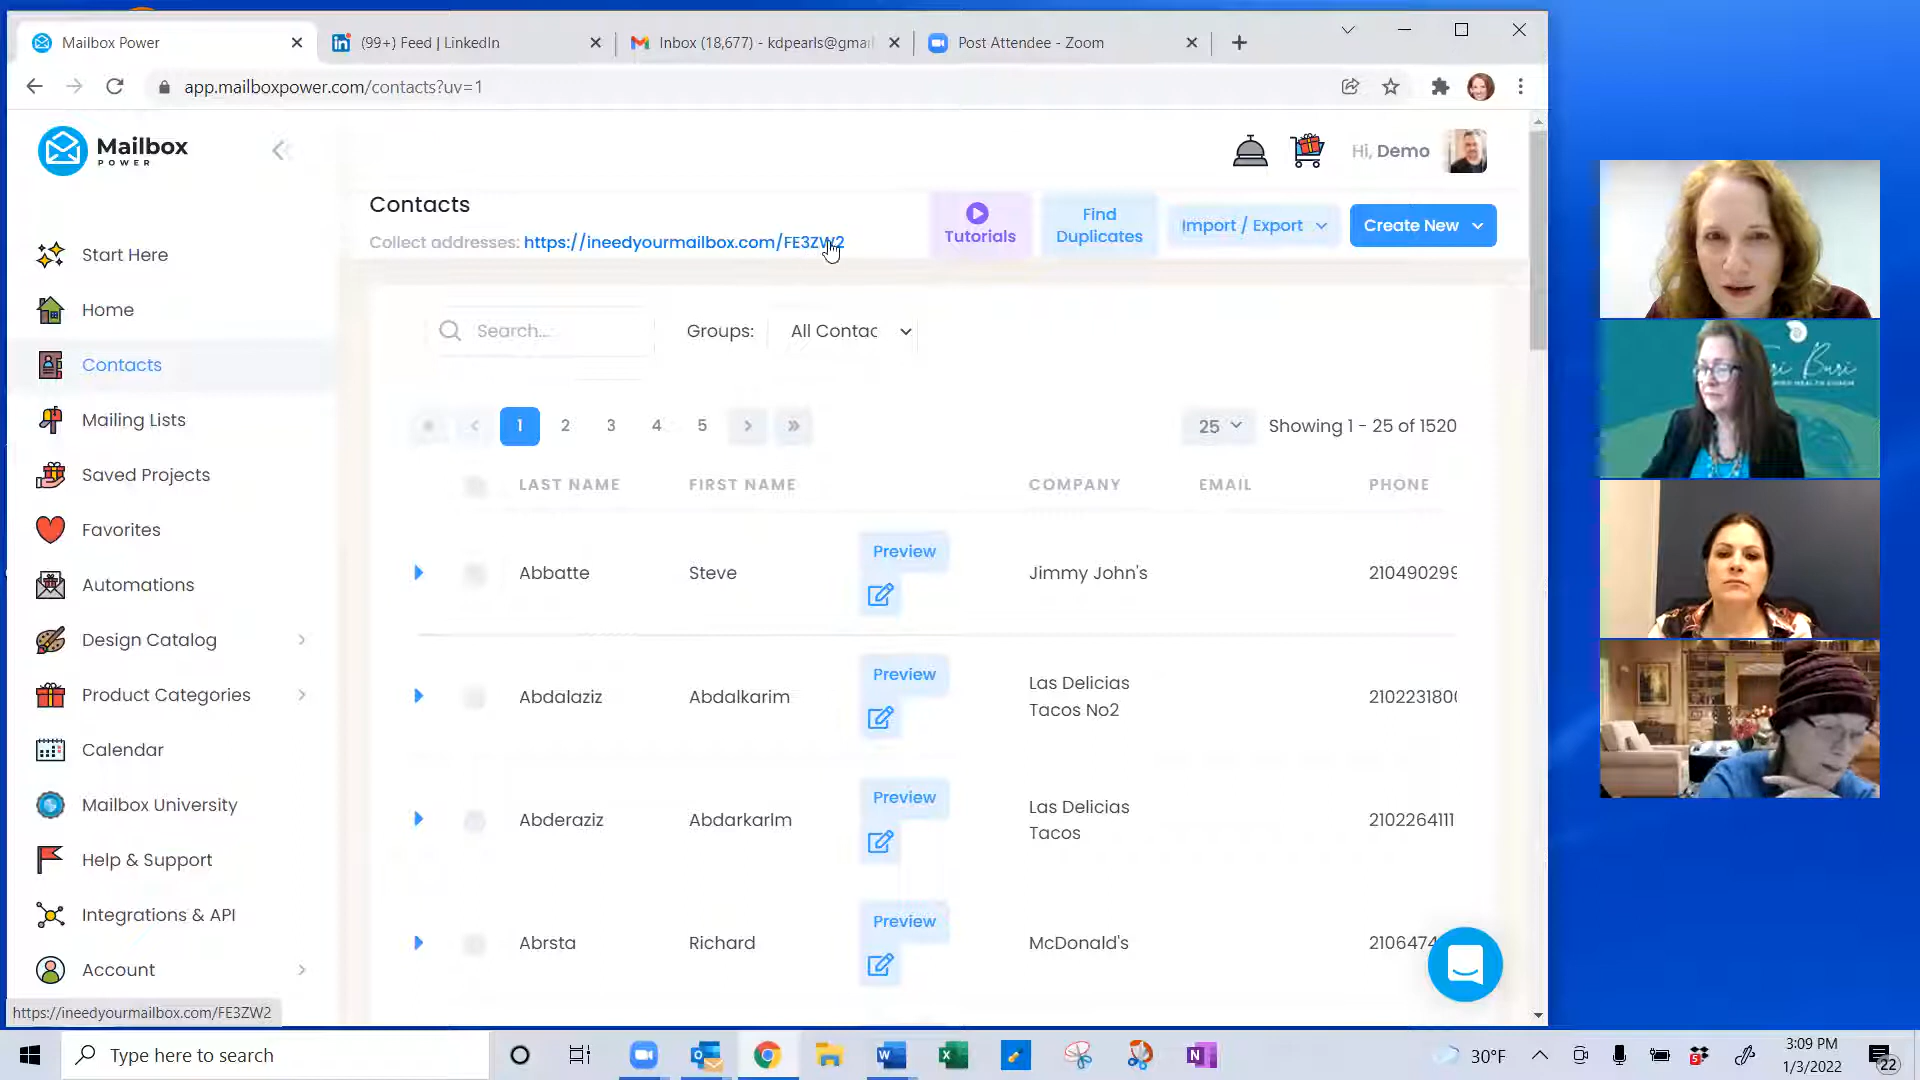 Mailbox Power
(99+) Feed | LinkedIn
Inbox (18,677) - kdpearls@gmai
Post Attendee - Zoom
app.mailboxpower.com/contacts?uv=1
Mailbox
POWER
Hi, Demo
Contacts
Collect addresses: https://ineedyourmailbox.com/FE3ZW2
Tutorials
Find
Duplicates
Import / Export
Create New
Start Here
Home
Contacts
Mailing Lists
Saved Projects
Favorites
Automations
Design Catalog
Product Categories
Calendar
Mailbox University
Help & Support
Integrations & API
Account
Search...
Groups: All Contac
1 2 3 4 5
25 Showing 1 - 25 of 1520
LAST NAME FIRST NAME COMPANY EMAIL PHONE
Preview
Abbatte Steve Jimmy John's 210490299
Preview
Abdalaziz Abdalkarim Las Delicias
Tacos No2 210223180
Preview
Abderaziz Abdarkarlm Las Delicias
Tacos 2102264111
Preview
Abrsta Richard McDonald's 2106474
https://ineedyourmailbox.com/FE3ZW2
Type here to search
30°F
3:09 PM
1/3/2022
22